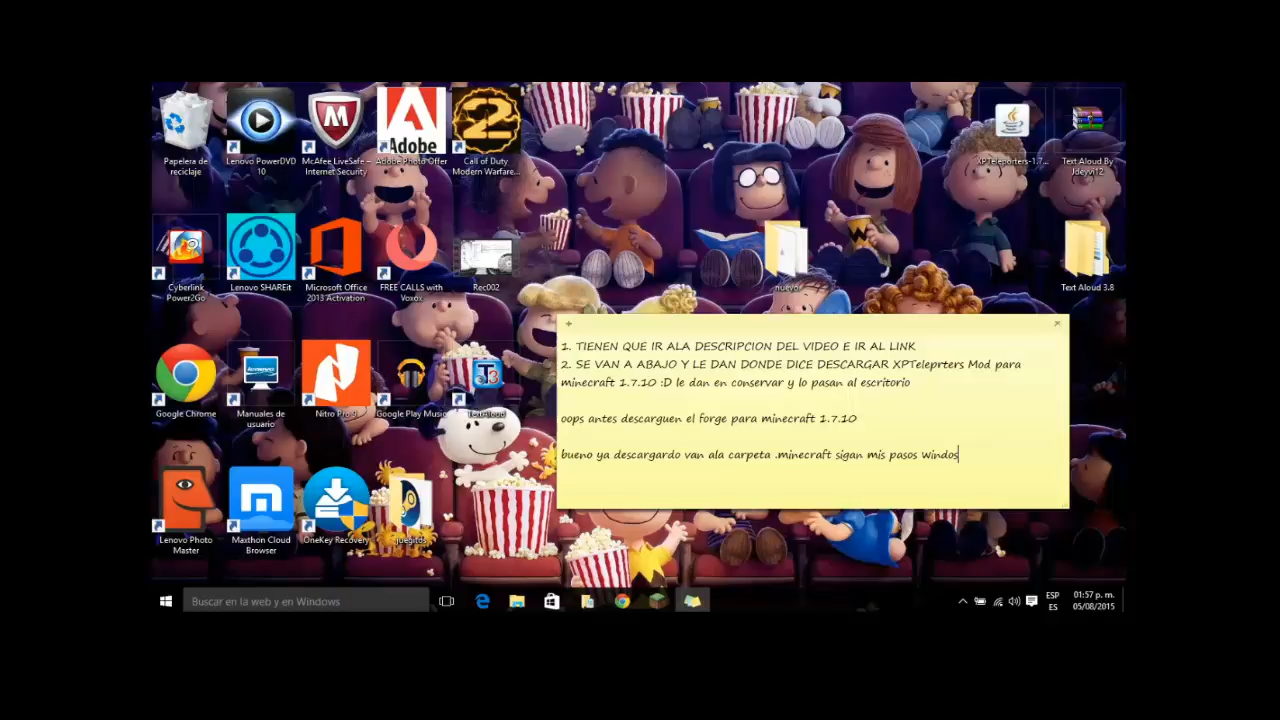 Papelera de reciclaje
Lenovo PowerDVD 10
McAfee LiveSafe – Internet Security
Adobe
Adobe Photo Offer
2
Call of Duty Modern Warfare...
XPTeleporters-1.7...
Text Aloud By Jdeyvi12
Cyberlink Power2Go
Lenovo SHAREit
Microsoft Office 2013 Activation
FREE CALLS with Voxox
Rec002
nuevo
Text Aloud 3.8
Google Chrome
Manuales de usuario
Nitro Pro 9
Google Play Music
TextAloud
Lenovo Photo Master
Maxthon Cloud Browser
OneKey Recovery
juegitos
1. TIENEN QUE IR ALA DESCRIPCION DEL VIDEO E IR AL LINK
2. SE VAN A ABAJO Y LE DAN DONDE DICE DESCARGAR XPTeleprters Mod para
minecraft 1.7.10 :D le dan en conservar y lo pasan al escritorio
oops antes descarguen el forge para minecraft 1.7.10
bueno ya descargardo van ala carpeta .minecraft sigan mis pasos Windos
Buscar en la web y en Windows
ESP
ES
01:57 p. m.
05/08/2015